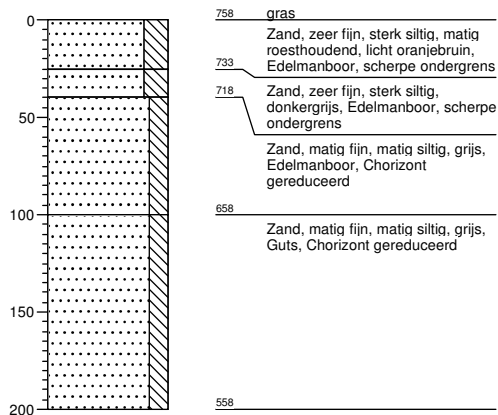 0
758
gras
Zand, zeer fijn, sterk siltig, matig
roesthoudend, licht oranjebruin,
Edelmanboor, scherpe ondergrens
733
718
Zand, zeer fijn, sterk siltig,
donkergrijs, Edelmanboor, scherpe
ondergrens
50
Zand, matig fijn, matig siltig, grijs,
Edelmanboor, Chorizont
gereduceerd
100
658
Zand, matig fijn, matig siltig, grijs,
Guts, Chorizont gereduceerd
150
200
558